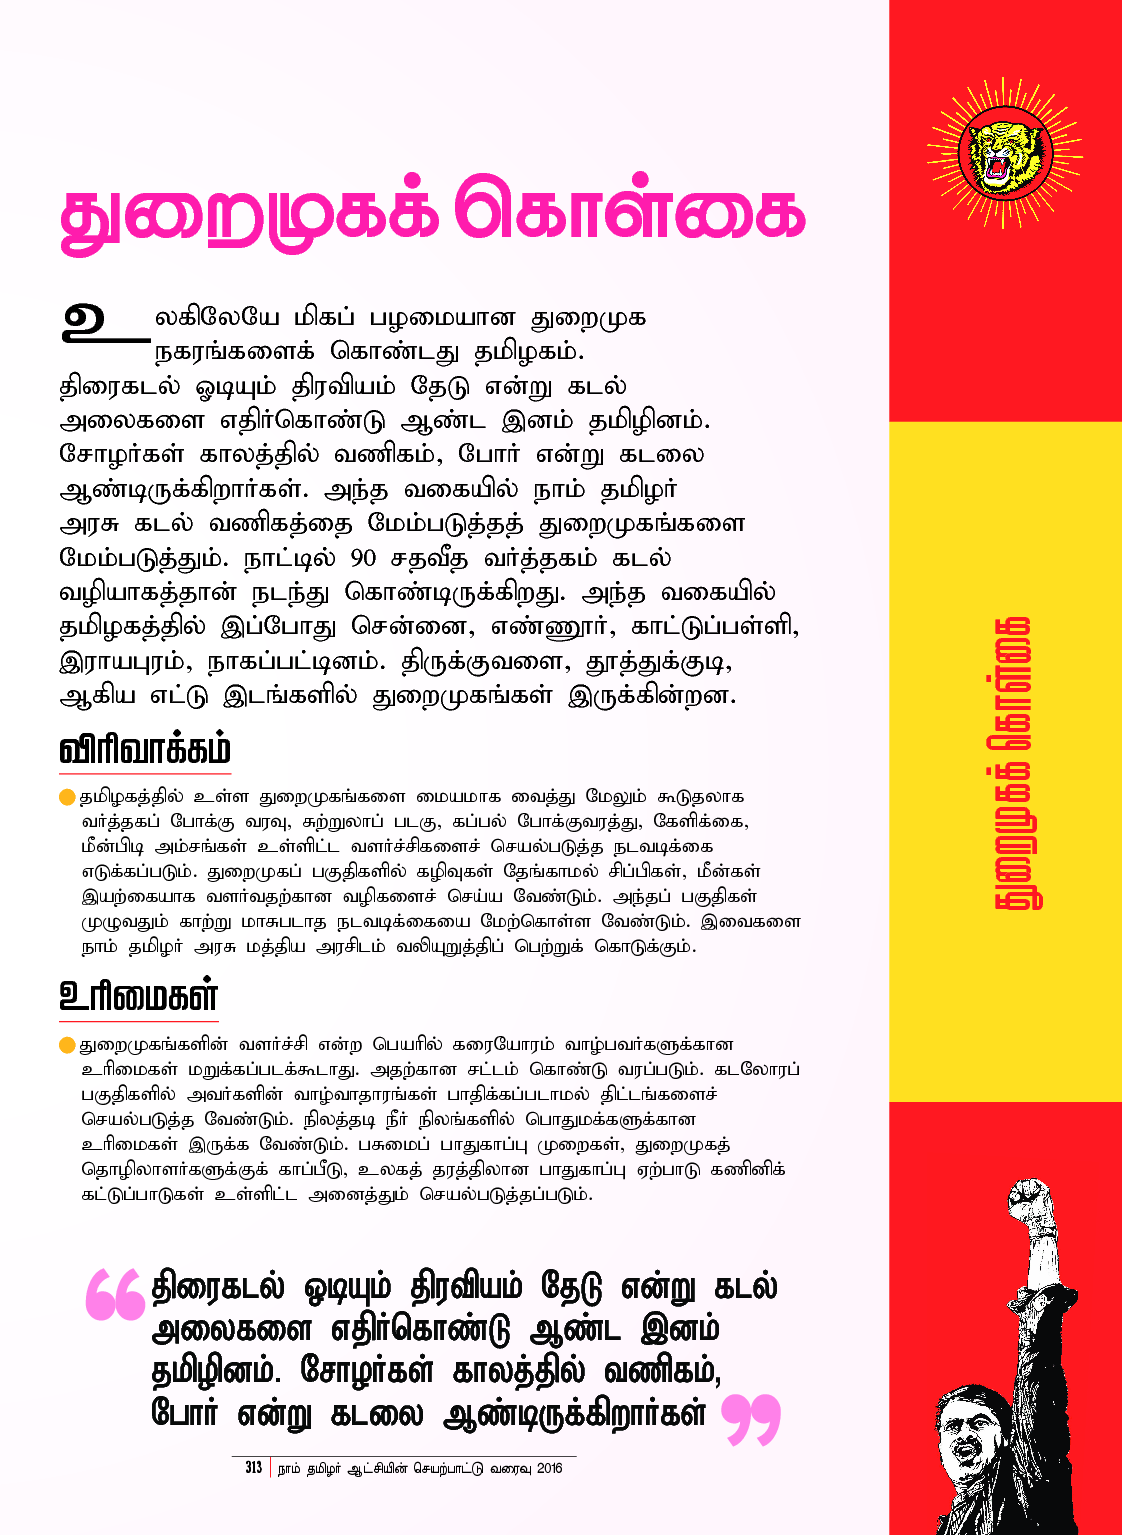 துறைமுகக் கொள்கை
உலகிலேயே மிகப் பழமையான துறைமுக
நகரங்களைக் கொண்டது தமிழகம்.
திரைகடல் ஓடியும் திரவியம் தேடு என்று கடல்
அலைகளை எதிர்கொண்டு ஆண்ட இனம் தமிழினம்.
சோழர்கள் காலத்தில் வணிகம், போர் என்று கடலை
ஆண்டிருக்கிறார்கள். அந்த வகையில் நாம் தமிழர்
அரசு கடல் வணிகத்தை மேம்படுத்தத் துறைமுகங்களை
மேம்படுத்தும். நாட்டில் 90 சதவீத வர்த்தகம் கடல்
வழியாகத்தான் நடந்து கொண்டிருக்கிறது. அந்த வகையில்
தமிழகத்தில் இப்போது சென்னை, எண்ணூர், காட்டுப்பள்ளி,
இராயபுரம், நாகப்பட்டினம். திருக்குவளை, தூத்துக்குடி,
ஆகிய எட்டு இடங்களில் துறைமுகங்கள் இருக்கின்றன.
விரிவாக்கம்
தமிழகத்தில் உள்ள துறைமுகங்களை மையமாக வைத்து மேலும் கூடுதலாக
வர்த்தகப் போக்கு வரவு, சுற்றுலாப் படகு, கப்பல் போக்குவரத்து, கேளிக்கை,
மீன்பிடி அம்சங்கள் உள்ளிட்ட வளர்ச்சிகளைச் செயல்படுத்த நடவடிக்கை
எடுக்கப்படும். துறைமுகப் பகுதிகளில் கழிவுகள் தேங்காமல் சிப்பிகள், மீன்கள்
இயற்கையாக வளர்வதற்கான வழிகளைச் செய்ய வேண்டும். அந்தப் பகுதிகள்
முழுவதும் காற்று மாசுபடாத நடவடிக்கையை மேற்கொள்ள வேண்டும். இவைகளை
நாம் தமிழர் அரசு மத்திய அரசிடம் வலியுறுத்திப் பெற்றுக் கொடுக்கும்.
உரிமைகள்
துறைமுகங்களின் வளர்ச்சி என்ற பெயரில் கரையோரம் வாழ்பவர்களுக்கான
உரிமைகள் மறுக்கப்படக்கூடாது. அதற்கான சட்டம் கொண்டு வரப்படும். கடலோரப்
பகுதிகளில் அவர்களின் வாழ்வாதாரங்கள் பாதிக்கப்படாமல் திட்டங்களைச்
செயல்படுத்த வேண்டும். நிலத்தடி நீர் நிலங்களில் பொதுமக்களுக்கான
உரிமைகள் இருக்க வேண்டும். பசுமைப் பாதுகாப்பு முறைகள், துறைமுகத்
தொழிலாளர்களுக்குக் காப்பீடு, உலகத் தரத்திலான பாதுகாப்பு ஏற்பாடு கணினிக்
கட்டுப்பாடுகள் உள்ளிட்ட அனைத்தும் செயல்படுத்தப்படும்.
“திரைகடல் ஒடியும் திரவியம் தேடு என்று கடல்
அலைகளை எதிர்கொண்டு ஆண்ட இனம்
தமிழினம். சோழர்கள் காலத்தில் வணிகம்,
போர் என்று கடலை ஆண்டிருக்கிறார்கள்”
313 நாம் தமிழர் ஆட்சியின் செயற்பாட்டு வரைவு 2016
துறைமுகக் கொள்கை